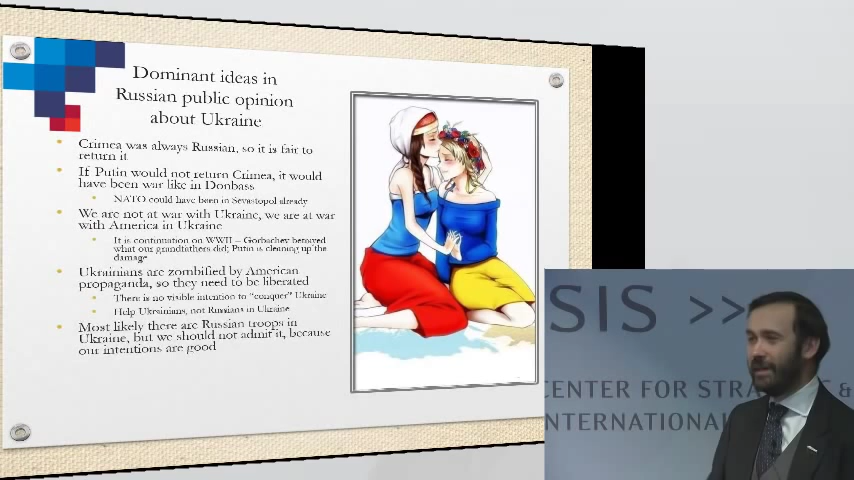 Dominant ideas in
Russian public opinion
about Ukraine
Crimea was always Russian, so it is fair to
return it
If Putin would not return Crimea, it would
have been war like in Donbass
NATO could have been in Sevastopol already
We are not at war with Ukraine, we are at war
with America in Ukraine
It is continuation on WWII – Gorbachev betrayed
what our grandfathers did; Putin is cleaning up the
damage
Ukrainians are zombified by American
propaganda, so they need to be liberated
There is no visible intention to "conquer" Ukraine
Help Ukrainians, not Russians in Ukraine
Most likely there are Russian troops in
Ukraine, but we should not admit it, because
our intentions are good
SIS >>
CENTER FOR STRA E &
NTERNATIONAL